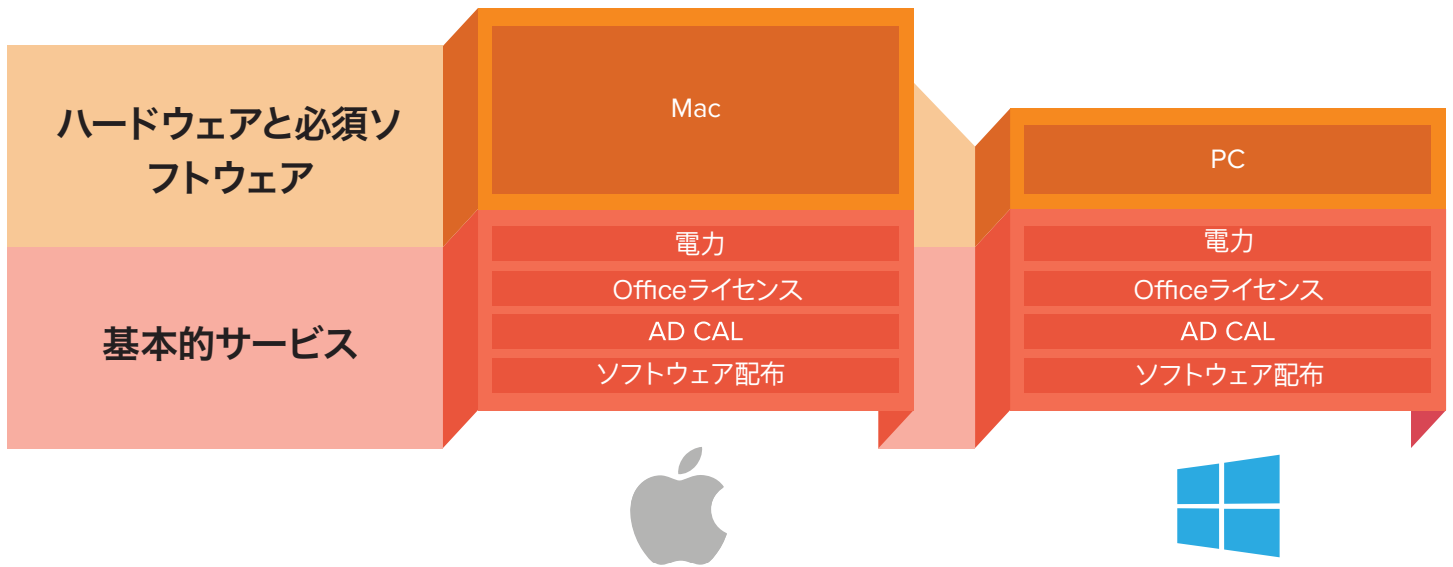 ハードウェアと必須ソ
フトウェア
Mac
PC
基本的サービス
電力
Officeライセンス
AD CAL
ソフトウェア配布
電力
Officeライセンス
AD CAL
ソフトウェア配布